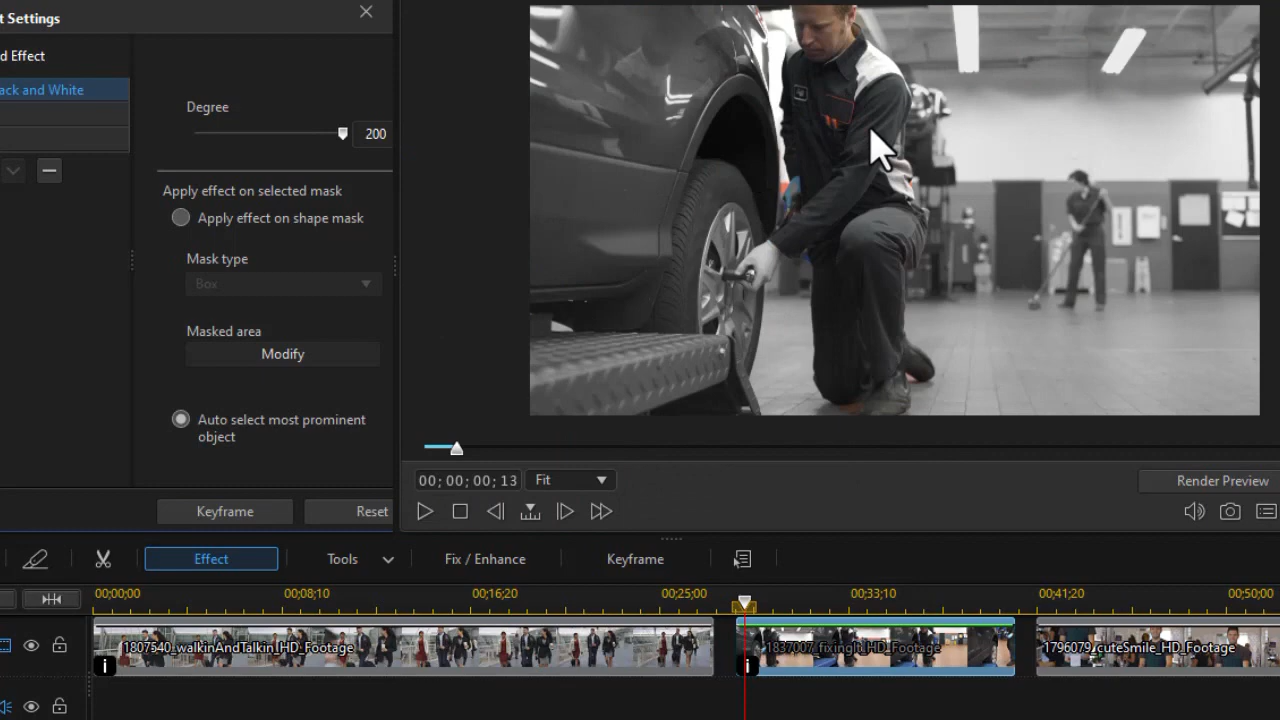 t Settings
d Effect
ack and White
Degree
200
Apply effect on selected mask
Apply effect on shape mask
Mask type
Box
Masked area
Modify
Auto select most prominent
object
Keyframe
Reset
00; 00; 00; 13
Fit
Render Preview
Effect
Tools
Fix / Enhance
Keyframe
00;00;00
00;08;10
00;16;20
00;25;00
00;33;10
00;41;20
00;50;00
1807540_walkinAndTalkin_HD_Footage
1837007_fixingIt_HD_Footage
1796079_cuteSmile_HD_Footage